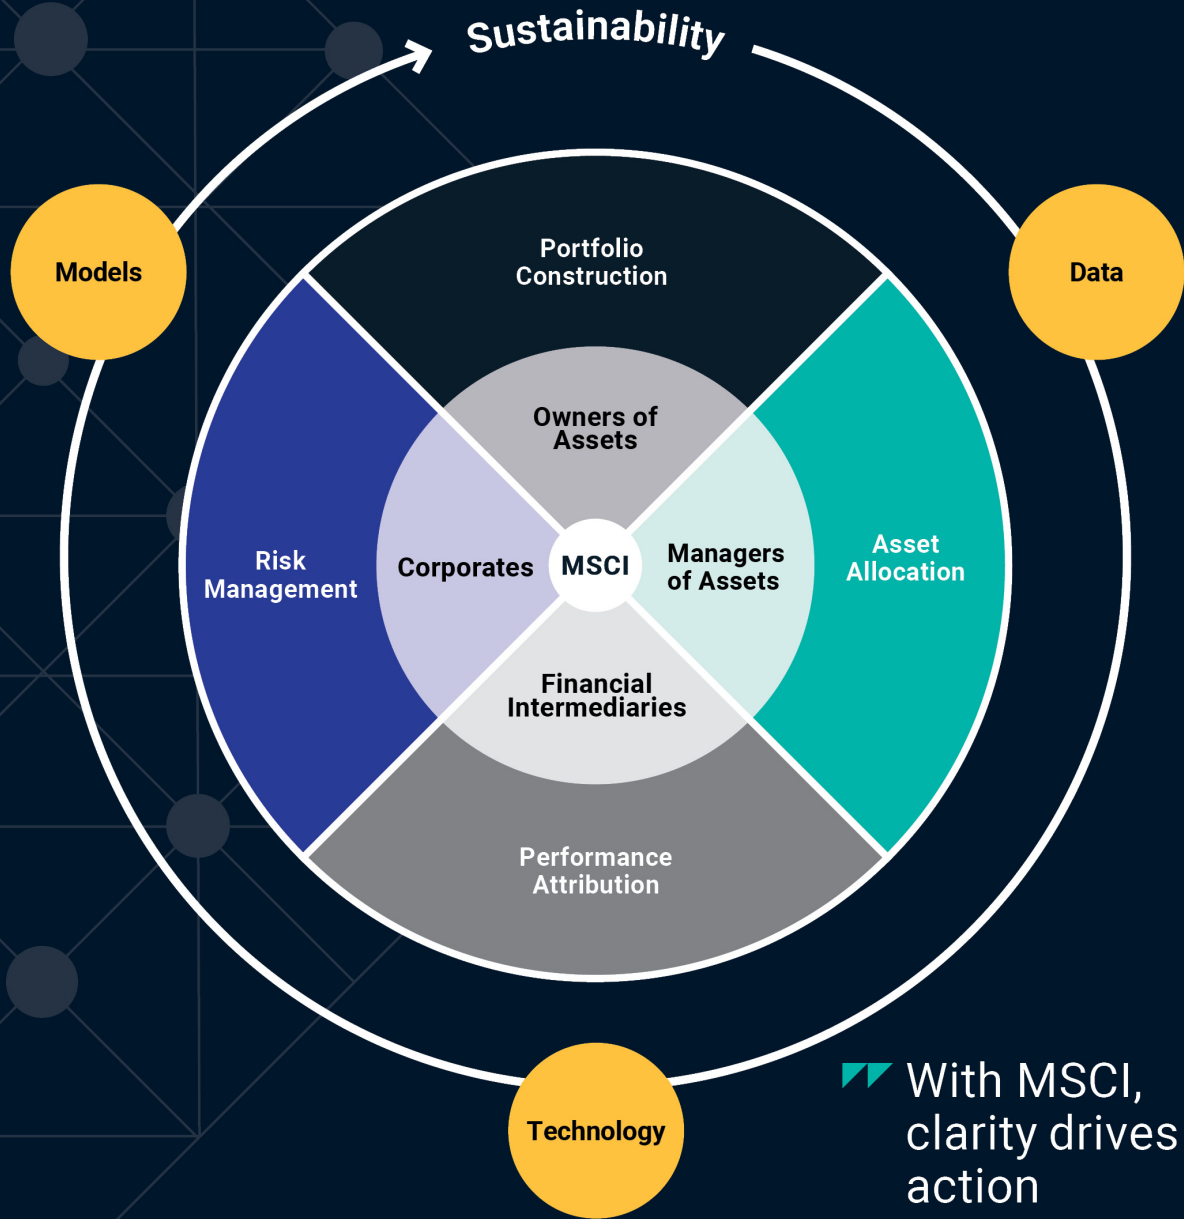 Sustainability
Models
Data
Portfolio
Construction
Owners of
Assets
Risk
Management
Corporates
MSCI
Managers
of Assets
Asset
Allocation
Financial
Intermediaries
Performance
Attribution
Technology
With MSCI,
clarity drives
action